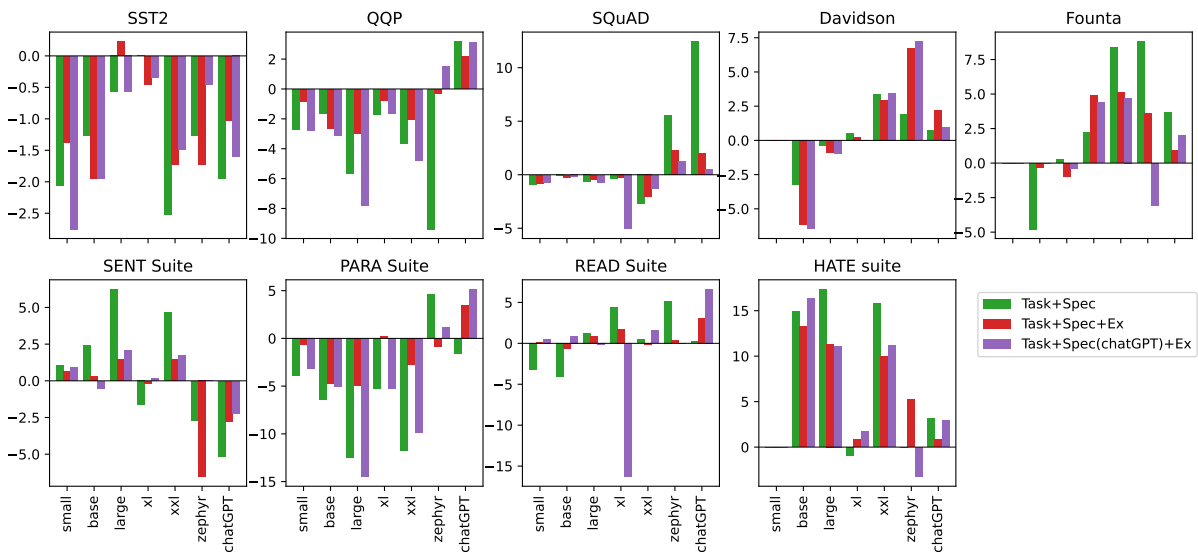 SST2
QQP
SQuAD
Davidson
Founta
0.0
−0.5
−1.0
−1.5
−2.0
−2.5
2
0
−2
−4
−6
−8
−10
10
5
0
−5
7.5
5.0
2.5
0.0
−2.5
−5.0
7.5
5.0
2.5
0.0
−2.5
−5.0
SENT Suite
PARA Suite
READ Suite
HATE suite
5.0
2.5
0.0
−2.5
−5.0
5
0
−5
−10
−15
5
0
−5
−10
−15
15
10
5
0
Task+Spec
Task+Spec+Ex
Task+Spec(chatGPT)+Ex
small
base
large
xl
xxl
zephyr
chatGPT
small
base
large
xl
xxl
zephyr
chatGPT
small
base
large
xl
xxl
zephyr
chatGPT
small
base
large
xl
xxl
zephyr
chatGPT